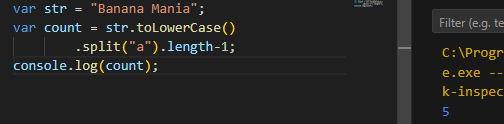 var str = "Banana Mania";
var count = str.toLowerCase()
.split("a").length-1;
console.log(count);
Filter (e.g. te
C:\Progr
e.exe --
k-inspec
5